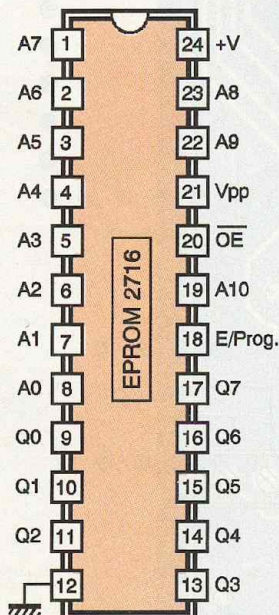 A7 1 24 +V
A6 2 23 A8
A5 3 22 A9
A4 4 21 Vpp
A3 5 20 O̅E̅
A2 6 19 A10
A1 7 18 E/Prog.
A0 8 17 Q7
Q0 9 16 Q6
Q1 10 15 Q5
Q2 11 14 Q4
12 13 Q3
EPROM 2716